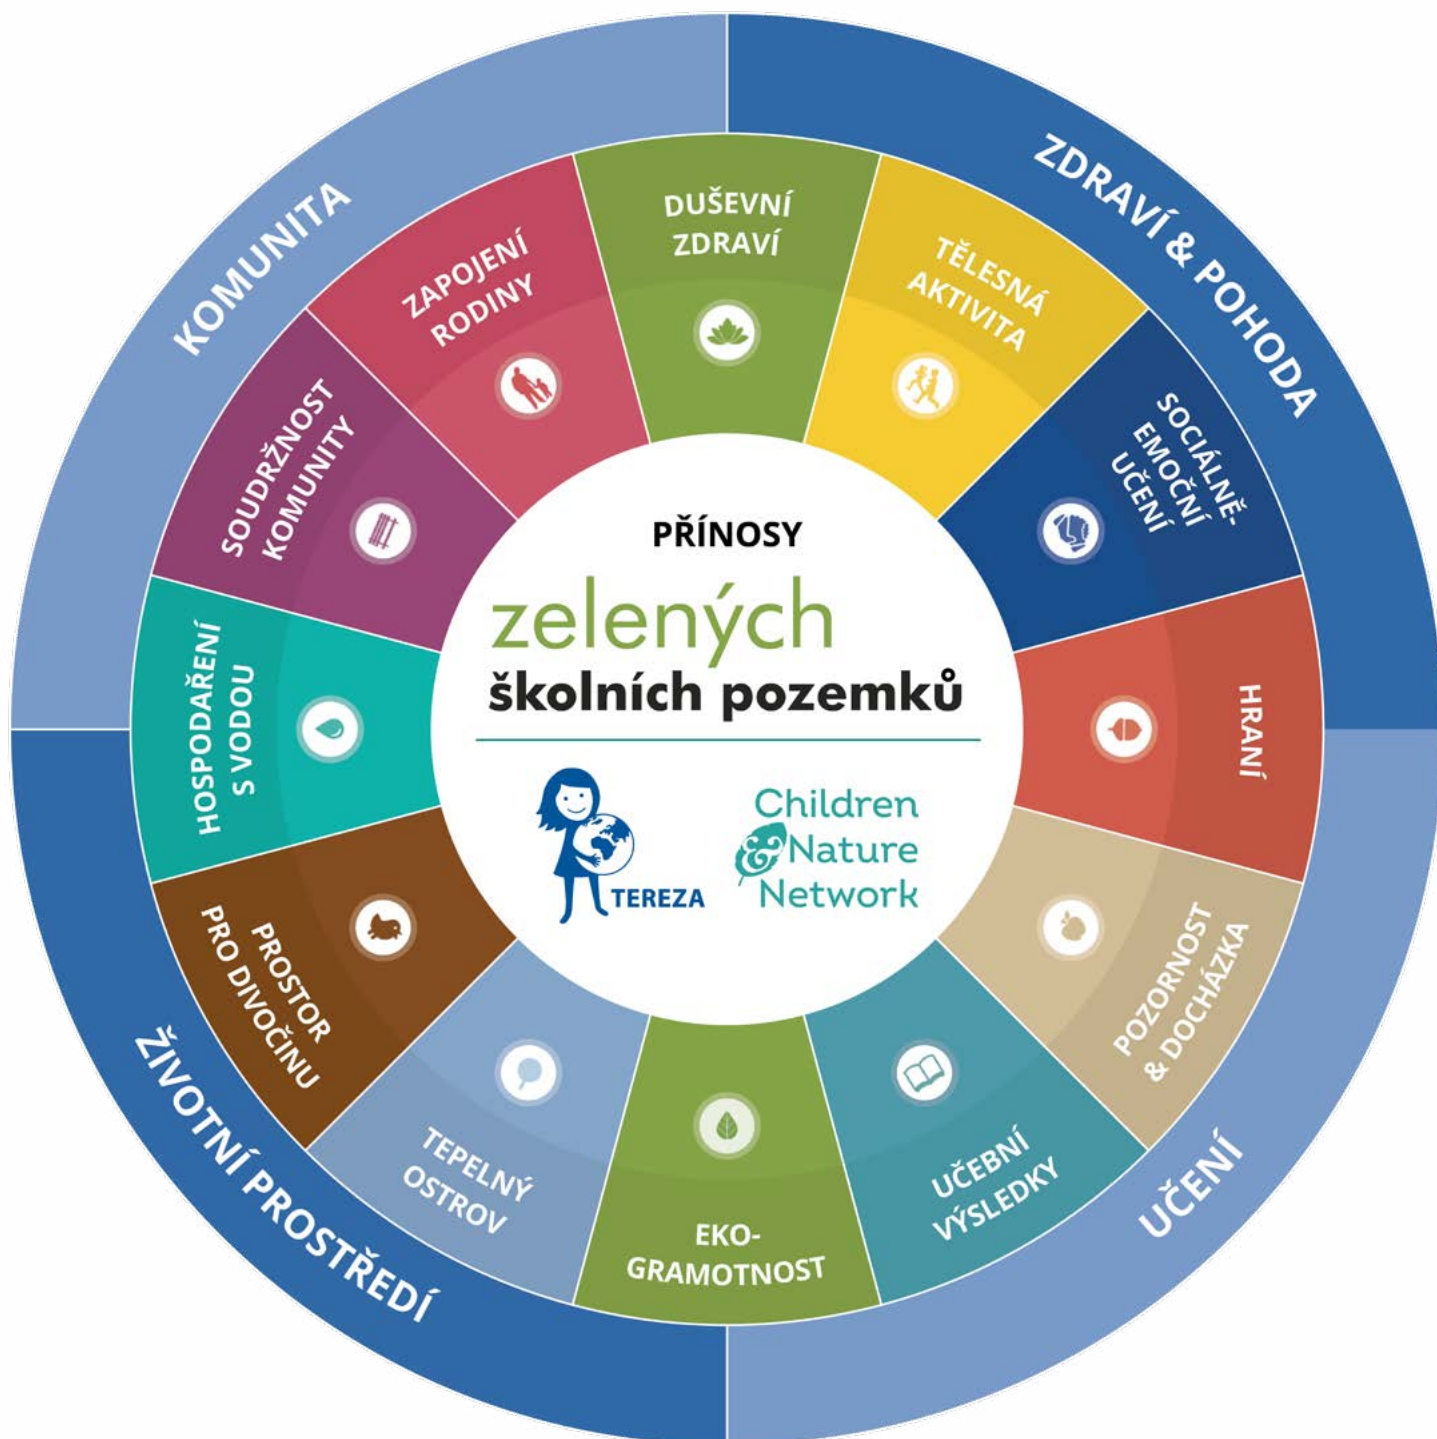 PŘÍNOSY
zelených
školních pozemků
TEREZA
Children
& Nature
Network
ZDRAVÍ & POHODA
UČENÍ
ŽIVOTNÍ PROSTŘEDÍ
KOMUNITA
DUŠEVNÍ
ZDRAVÍ
TĚLESNÁ
AKTIVITA
SOCIÁLNĚ-
EMOČNÍ
UČENÍ
HRANÍ
POZORNOST
& DOCHÁZKA
UČEBNÍ
VÝSLEDKY
EKO-
GRAMOTNOST
TEPELNÝ
OSTROV
PROSTOR
PRO DIVOČINU
HOSPODAŘENÍ
S VODOU
SOUDRŽNOST
KOMUNITY
ZAPOJENÍ
RODINY